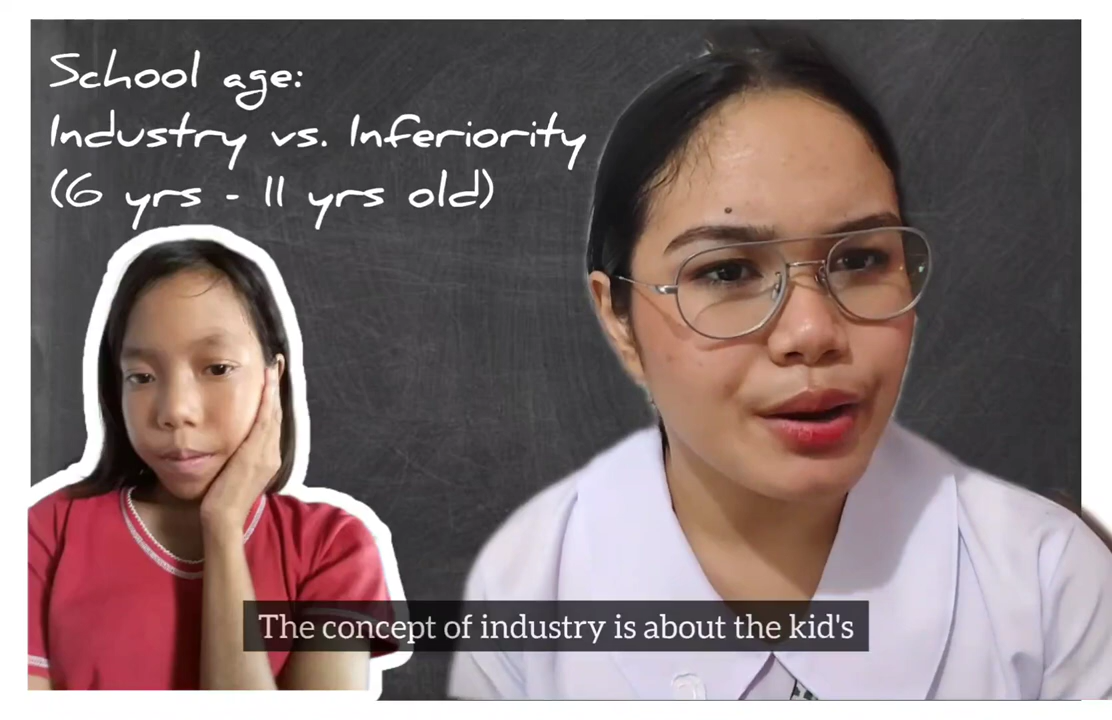 School age:
Industry vs. Inferiority
(6 yrs - 11 yrs old)
The concept of industry is about the kid's